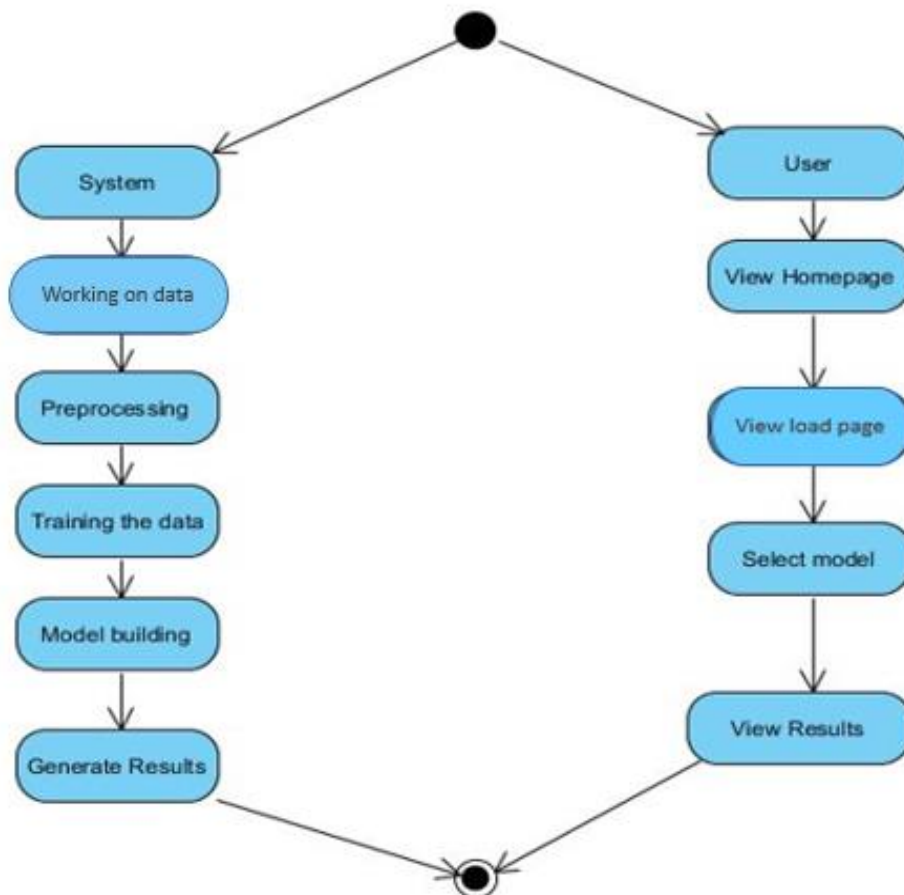 System
Working on data
Preprocessing
Training the data
Model building
Generate Results
User
View Homepage
View load page
Select model
View Results